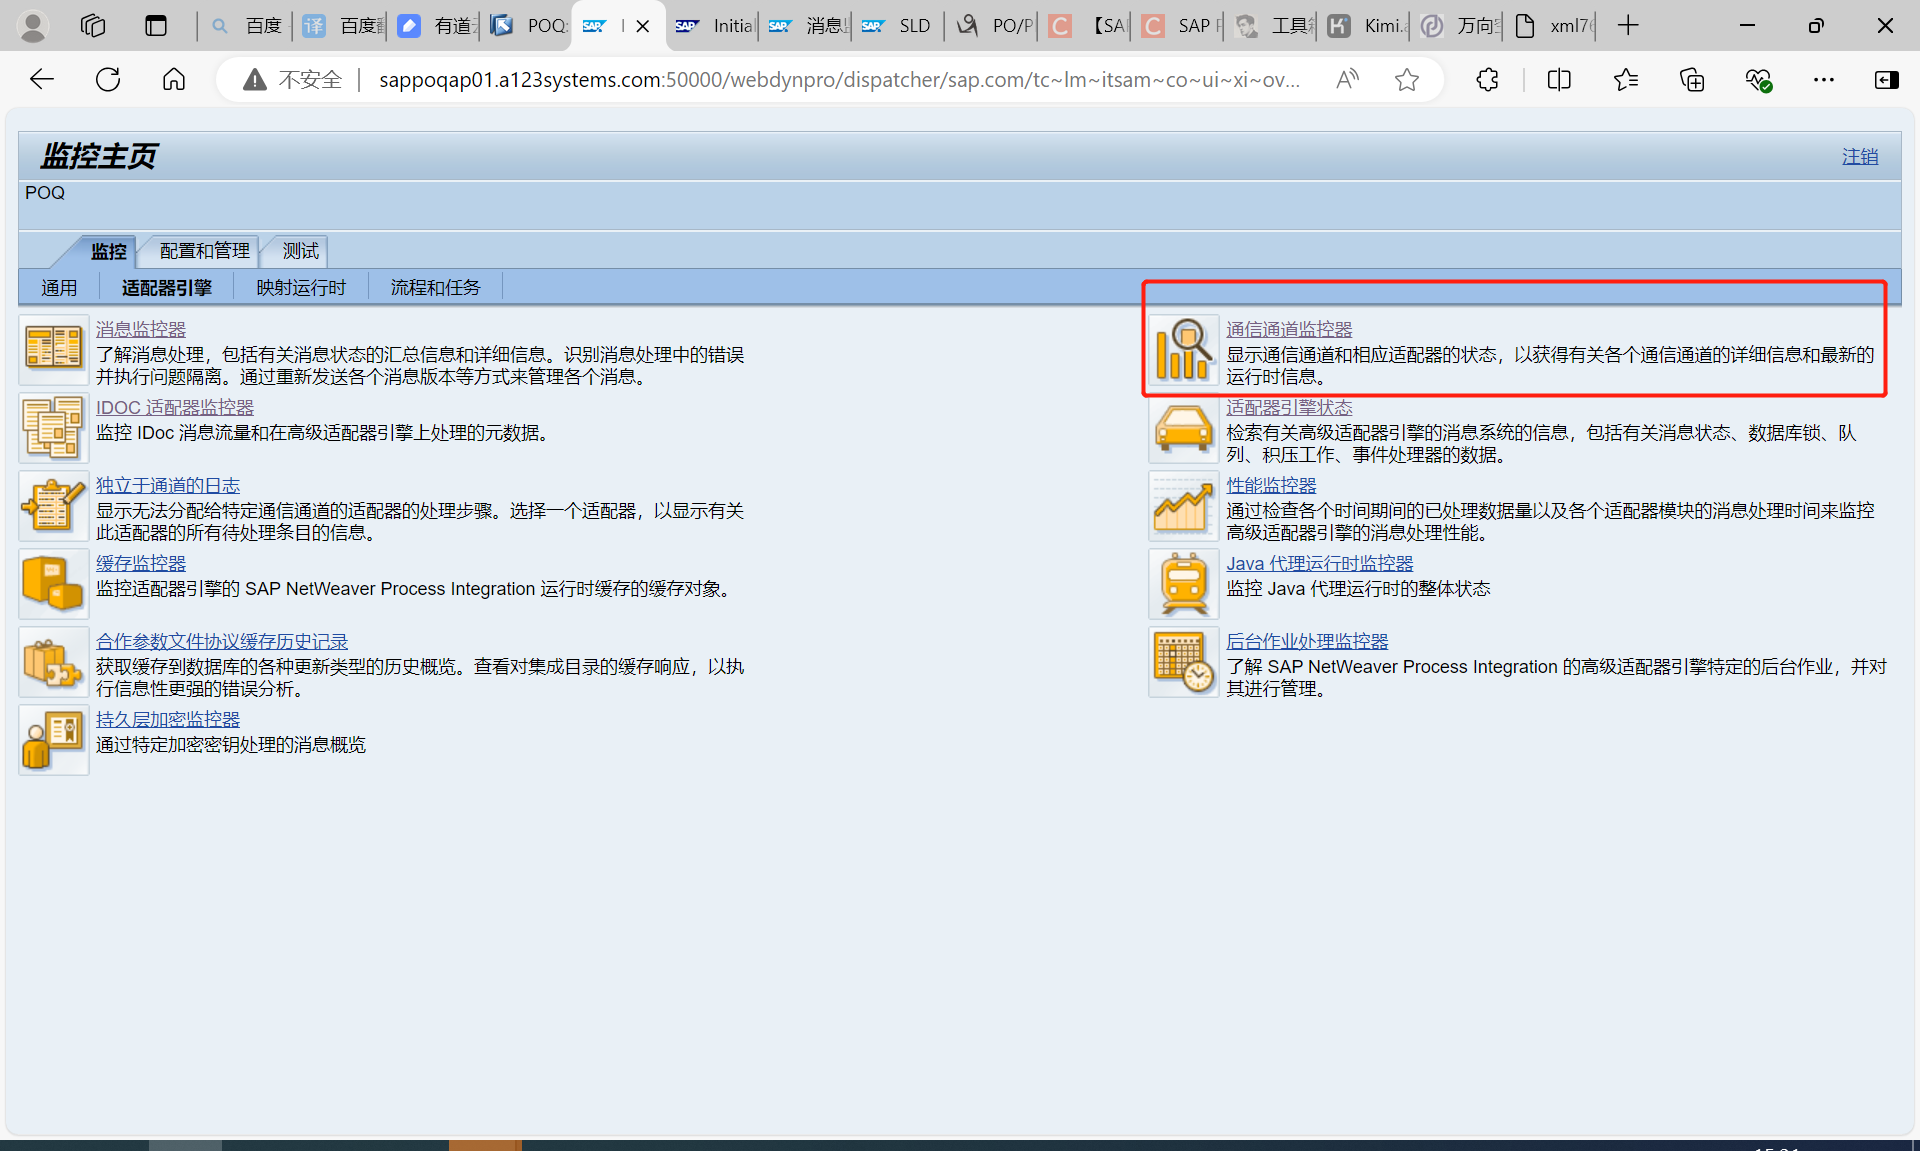 百度
百度翻
有道云
POQ:
I
Initial
消息监
SLD
PO/P
【SAI
SAP F
工具箱
Kimi.a
万向
xml76
不安全
sappoqap01.a123systems.com:50000/webdynpro/dispatcher/sap.com/tc~lm~itsam~co~ui~xi~ov...
监控主页
注销
POQ
监控
配置和管理
测试
通用
适配器引擎
映射运行时
流程和任务
消息监控器
了解消息处理，包括有关消息状态的汇总信息和详细信息。识别消息处理中的错误
并执行问题隔离。通过重新发送各个消息版本等方式来管理各个消息。
通信通道监控器
显示通信通道和相应适配器的状态，以获得有关各个通信通道的详细信息和最新的
运行时信息。
IDOC 适配器监控器
监控 IDoc 消息流量和在高级适配器引擎上处理的元数据。
适配器引擎状态
检索有关高级适配器引擎的消息系统的信息，包括有关消息状态、数据库锁、队
列、积压工作、事件处理器的数据。
独立于通道的日志
显示无法分配给特定通信通道的适配器的处理步骤。选择一个适配器，以显示有关
此适配器的所有待处理条目的信息。
性能监控器
通过检查各个时间期间的已处理数据量以及各个适配器模块的消息处理时间来监控
高级适配器引擎的消息处理性能。
缓存监控器
监控适配器引擎的 SAP NetWeaver Process Integration 运行时缓存的缓存对象。
Java 代理运行时监控器
监控 Java 代理运行时的整体状态
合作参数文件协议缓存历史记录
获取缓存到数据库的各种更新类型的历史概览。查看对集成目录的缓存响应，以执
行信息性更强的错误分析。
后台作业处理监控器
了解 SAP NetWeaver Process Integration 的高级适配器引擎特定的后台作业，并对
其进行管理。
持久层加密监控器
通过特定加密密钥处理的消息概览